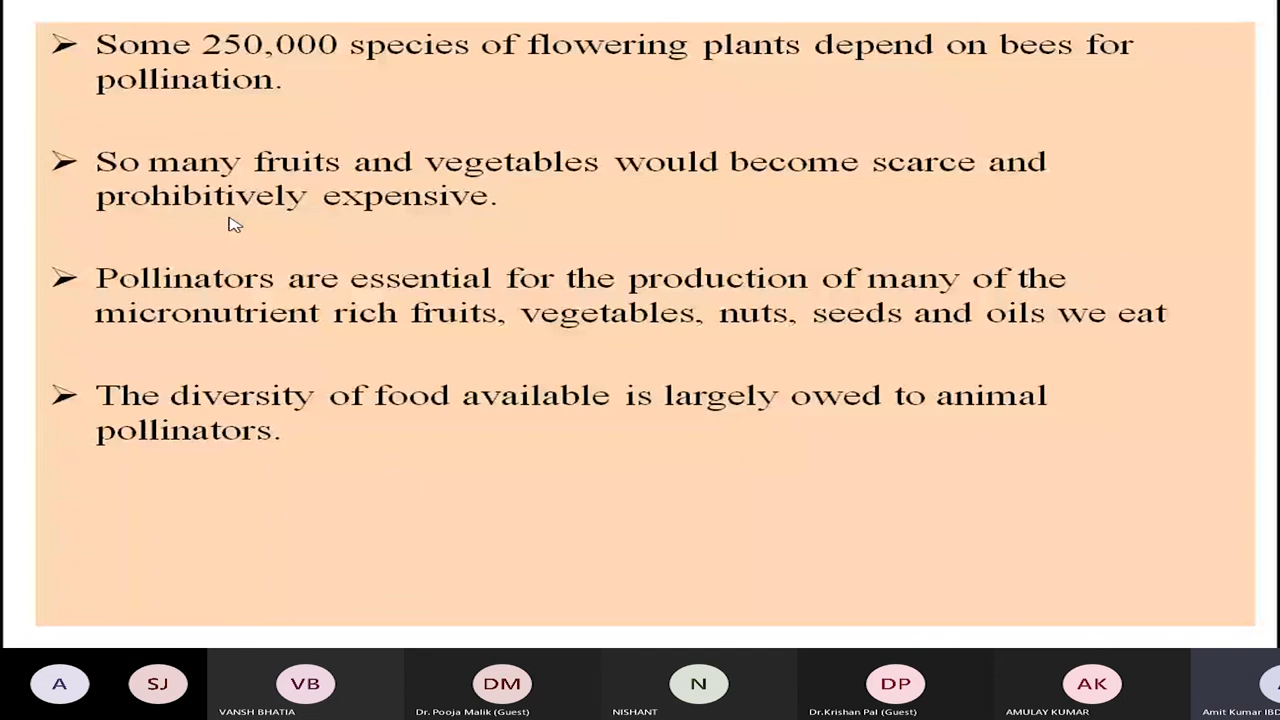 ➢ Some 250,000 species of flowering plants depend on bees for
pollination.
➢ So many fruits and vegetables would become scarce and
prohibitively expensive.
➢ Pollinators are essential for the production of many of the
micronutrient rich fruits, vegetables, nuts, seeds and oils we eat
➢ The diversity of food available is largely owed to animal
pollinators.
A SJ VB DM N DP AK
VANSH BHATIA Dr. Pooja Malik (Guest) NISHANT Dr.Krishan Pal (Guest) AMULAY KUMAR Amit Kumar